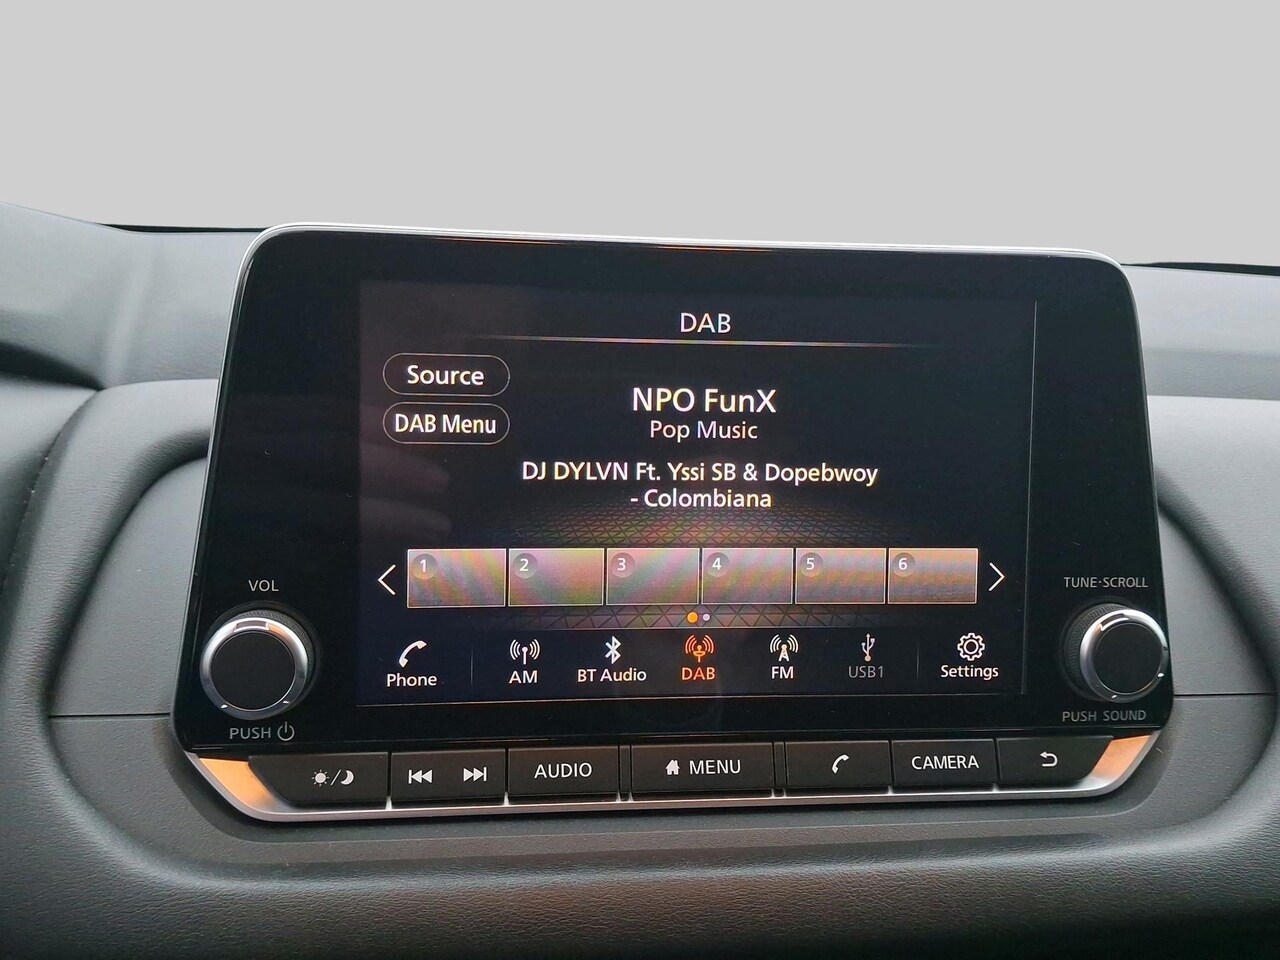 DAB
Source
DAB Menu
NPO FunX
Pop Music
DJ DYLVN Ft. Yssi SB & Dopebwoy
- Colombiana
1 2 3 4 5 6
VOL
TUNE·SCROLL
Phone AM BT Audio DAB FM USB1 Settings
PUSH
PUSH SOUND
AUDIO MENU CAMERA